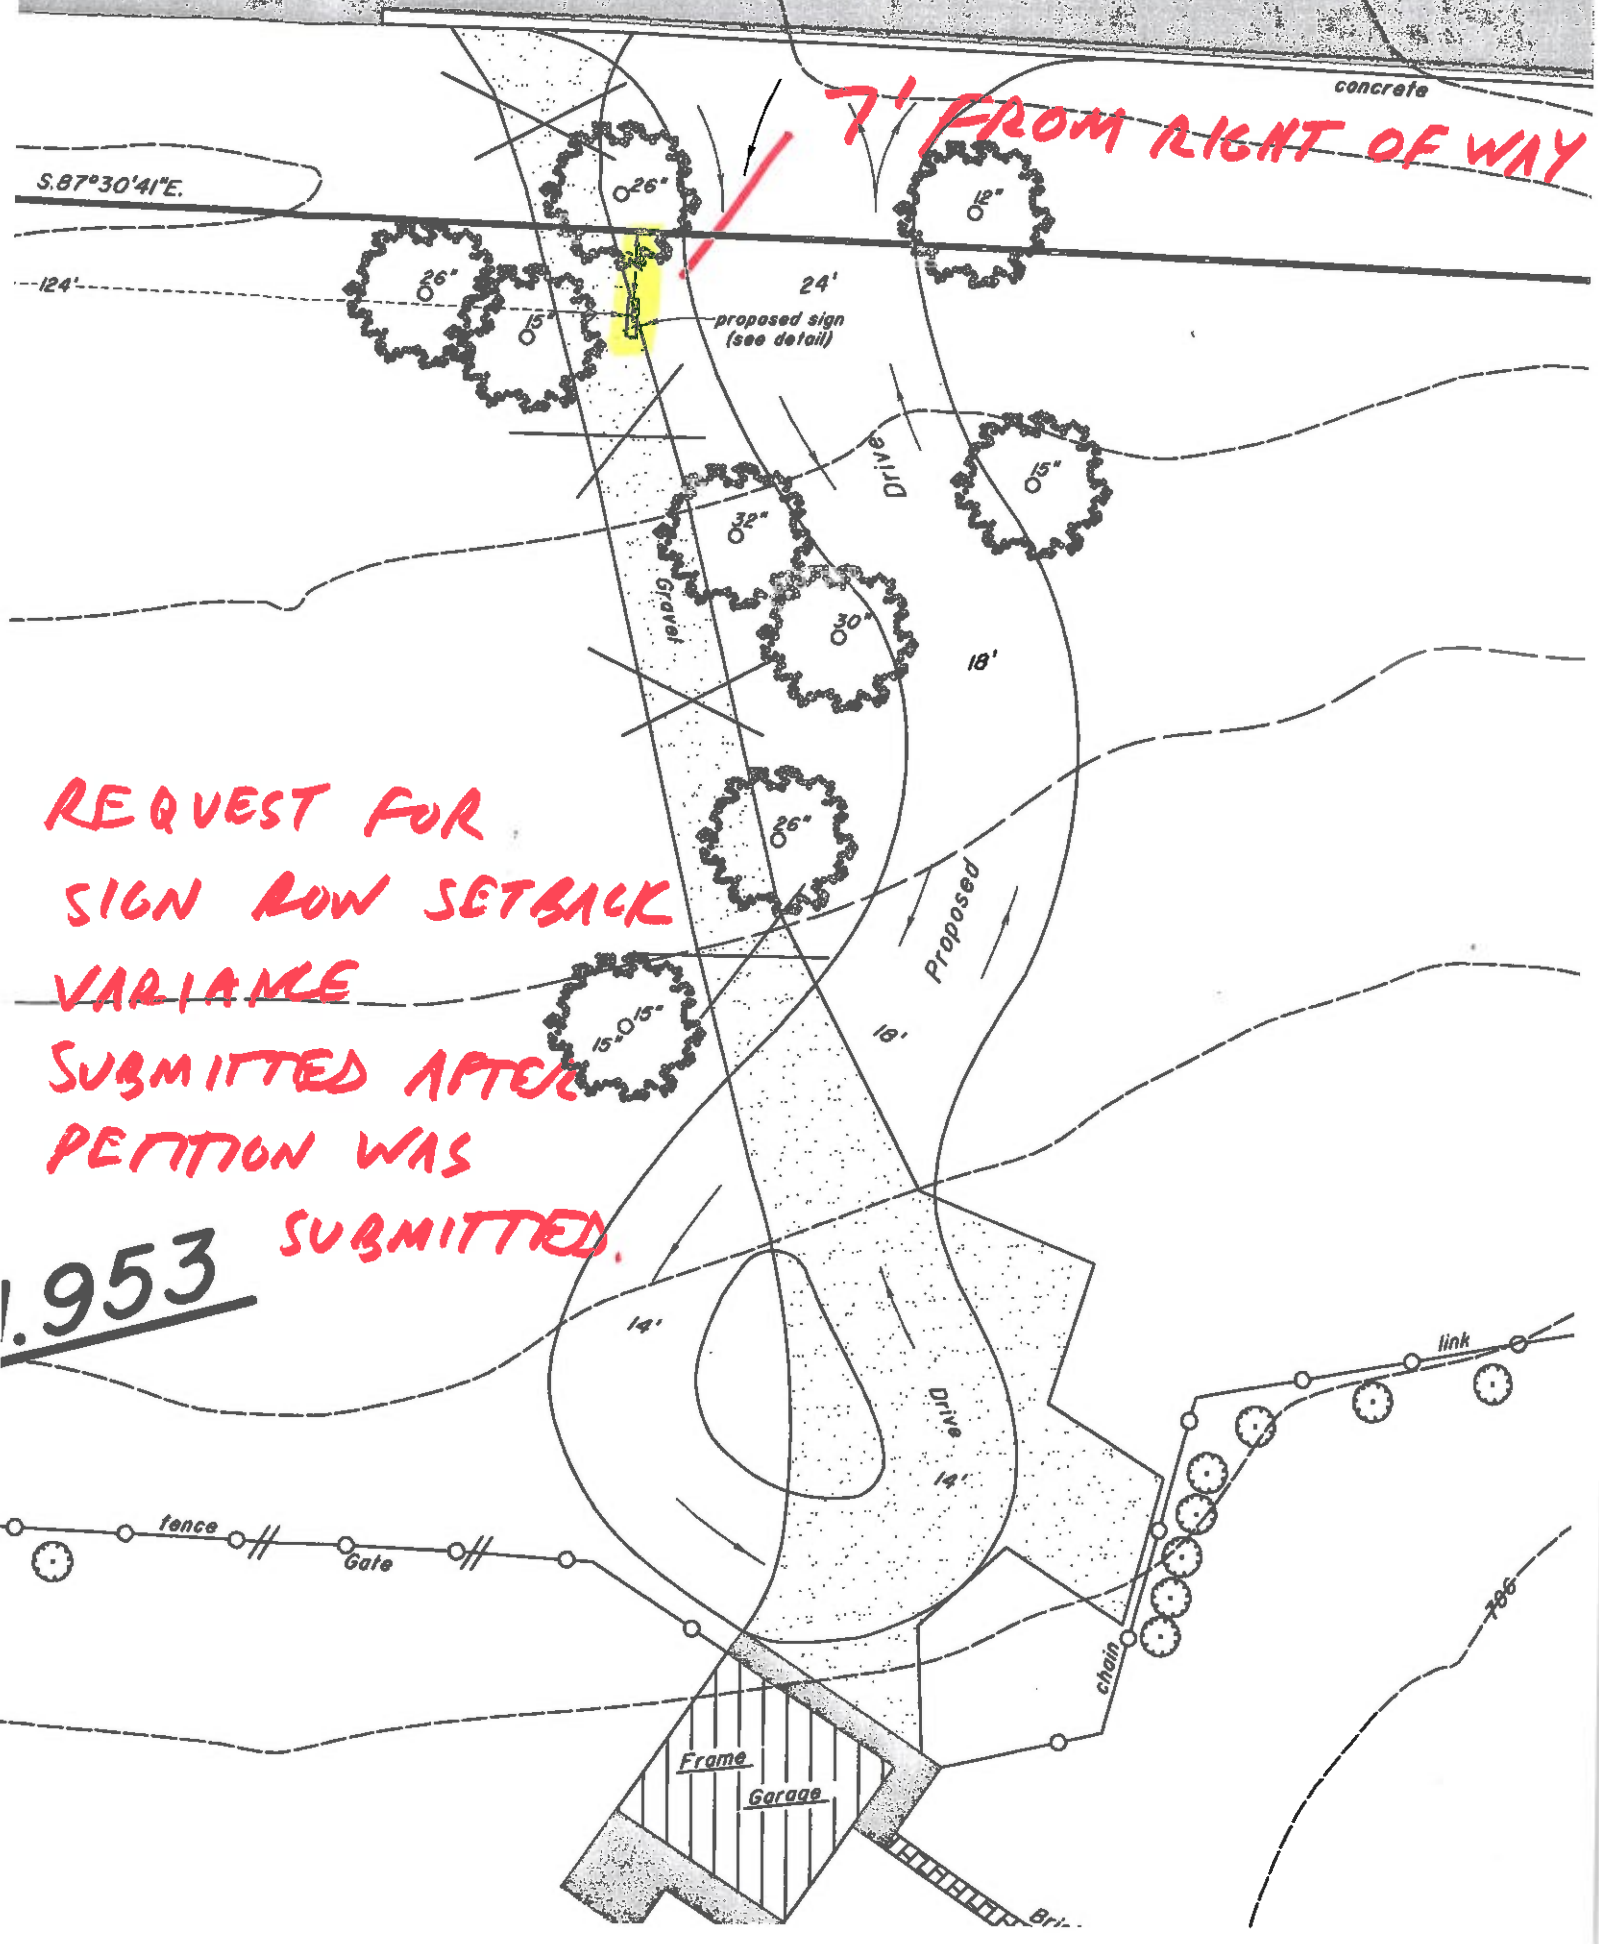 concrete
7' FROM RIGHT OF WAY
S.87°30'41"E.
26"
12"
124'
26"
15"
24'
proposed sign
(see detail)
Drive
15"
32"
Gravel
30"
18'
REQUEST FOR
SIGN ROW SETBACK
VARIANCE
SUBMITTED AFTER
PETITION WAS
SUBMITTED.
26"
Proposed
15"
15"
18'
.953
14'
Drive
14'
link
fence
Gate
chain
786
Frame
Garage